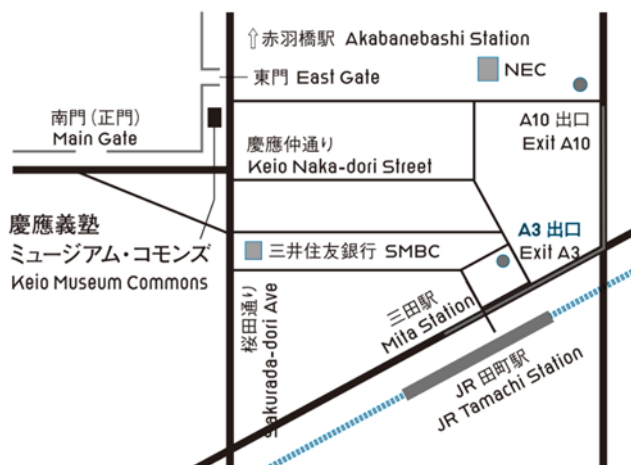 ⇧赤羽橋駅 Akabanebashi Station
東門 East Gate
NEC
南門（正門）
Main Gate
A10 出口
Exit A10
慶應仲通り
Keio Naka-dori Street
慶應義塾
ミュージアム・コモンズ
Keio Museum Commons
A3 出口
Exit A3
三井住友銀行 SMBC
桜田通り
Sakurada-dori Ave
三田駅
Mita Station
JR 田町駅
JR Tamachi Station